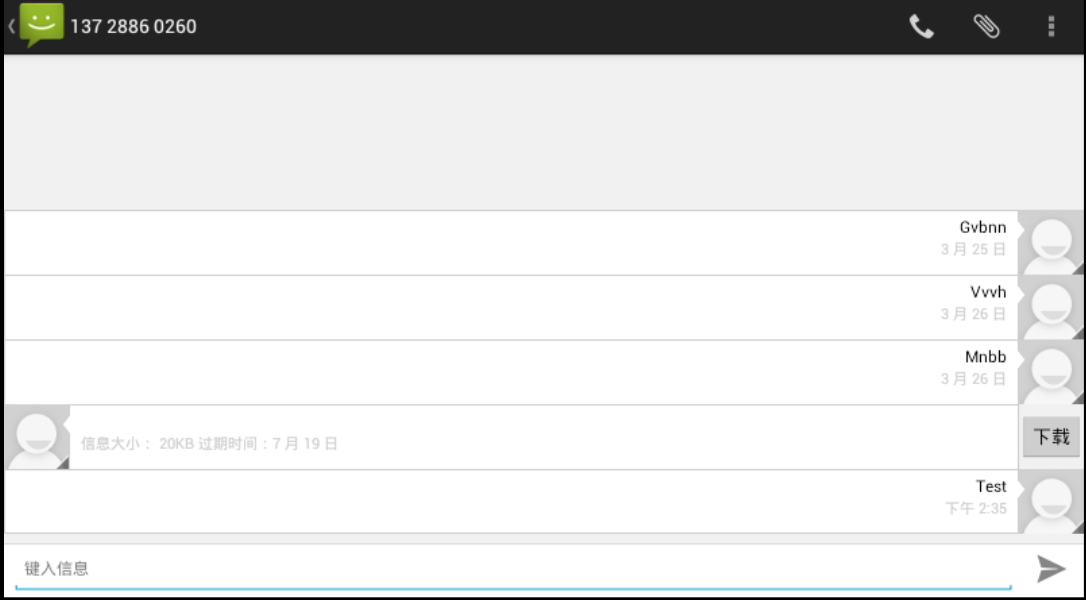 137 2886 0260
Gvbnn
3 月 25 日
Vvvh
3 月 26 日
Mnbb
3 月 26 日
信息大小： 20KB 过期时间：7 月 19 日
下载
Test
下午 2:35
键入信息